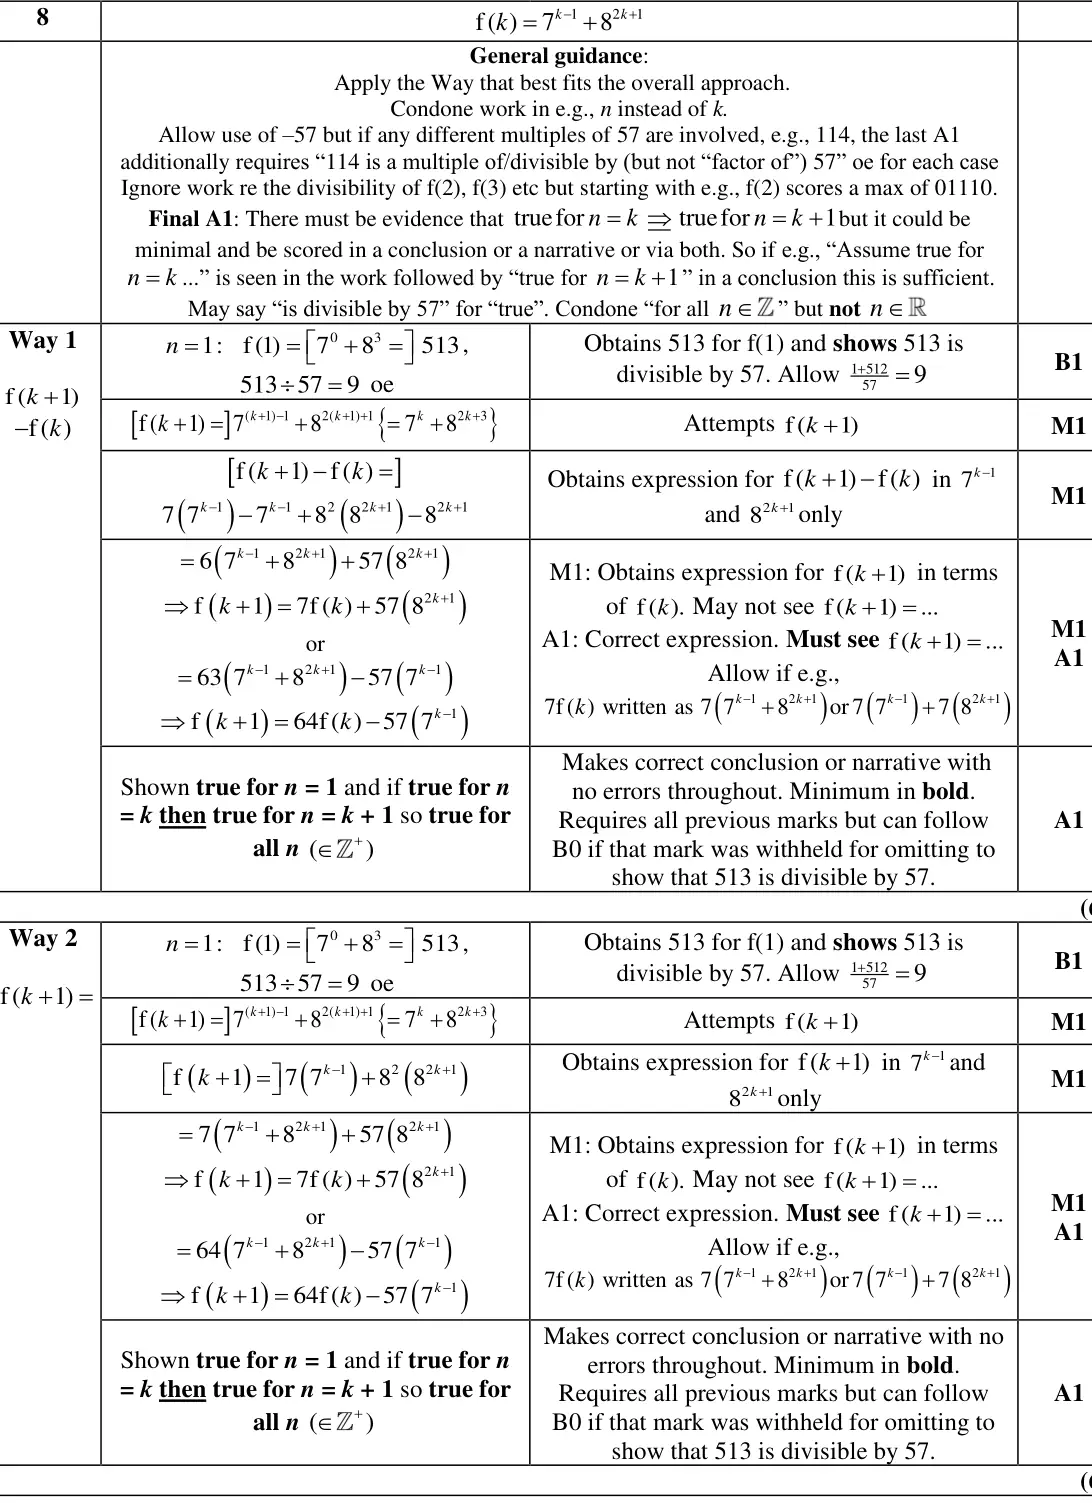 8
f(k) = 7^{k−1} + 8^{2k+1}
General guidance:
Apply the Way that best fits the overall approach.
Condone work in e.g., n instead of k.
Allow use of –57 but if any different multiples of 57 are involved, e.g., 114, the last A1
additionally requires “114 is a multiple of/divisible by (but not “factor of”) 57” oe for each case
Ignore work re the divisibility of f(2), f(3) etc but starting with e.g., f(2) scores a max of 01110.
Final A1: There must be evidence that true for n = k ⇒ true for n = k + 1 but it could be
minimal and be scored in a conclusion or a narrative or via both. So if e.g., “Assume true for
n = k ...” is seen in the work followed by “true for n = k + 1” in a conclusion this is sufficient.
May say “is divisible by 57” for “true”. Condone “for all n ∈ ℤ” but not n ∈ ℝ
Way 1
f(k + 1)
−f(k)
n = 1: f(1) = [7^0 + 8^3 =] 513,
513 ÷ 57 = 9 oe
Obtains 513 for f(1) and shows 513 is
divisible by 57. Allow (1+512)/57 = 9
B1
[f(k + 1) =] 7^{(k+1)−1} + 8^{2(k+1)+1} {= 7^k + 8^{2k+3}}
Attempts f(k + 1)
M1
[f(k + 1) − f(k) =]
7(7^{k−1}) − 7^{k−1} + 8^2(8^{2k+1}) − 8^{2k+1}
Obtains expression for f(k + 1) − f(k) in 7^{k−1}
and 8^{2k+1} only
M1
= 6(7^{k−1} + 8^{2k+1}) + 57(8^{2k+1})
⇒ f(k + 1) = 7f(k) + 57(8^{2k+1})
or
= 63(7^{k−1} + 8^{2k+1}) − 57(7^{k−1})
⇒ f(k + 1) = 64f(k) − 57(7^{k−1})
M1: Obtains expression for f(k + 1) in terms
of f(k). May not see f(k + 1) = ...
A1: Correct expression. Must see f(k + 1) = ...
Allow if e.g.,
7f(k) written as 7(7^{k−1} + 8^{2k+1}) or 7(7^{k−1}) + 7(8^{2k+1})
M1
A1
Shown true for n = 1 and if true for n
= k then true for n = k + 1 so true for
all n (∈ ℤ^+)
Makes correct conclusion or narrative with
no errors throughout. Minimum in bold.
Requires all previous marks but can follow
B0 if that mark was withheld for omitting to
show that 513 is divisible by 57.
A1
Way 2
f(k + 1) =
n = 1: f(1) = [7^0 + 8^3 =] 513,
513 ÷ 57 = 9 oe
Obtains 513 for f(1) and shows 513 is
divisible by 57. Allow (1+512)/57 = 9
B1
[f(k + 1) =] 7^{(k+1)−1} + 8^{2(k+1)+1} {= 7^k + 8^{2k+3}}
Attempts f(k + 1)
M1
[f(k + 1) =] 7(7^{k−1}) + 8^2(8^{2k+1})
Obtains expression for f(k + 1) in 7^{k−1} and
8^{2k+1} only
M1
= 7(7^{k−1} + 8^{2k+1}) + 57(8^{2k+1})
⇒ f(k + 1) = 7f(k) + 57(8^{2k+1})
or
= 64(7^{k−1} + 8^{2k+1}) − 57(7^{k−1})
⇒ f(k + 1) = 64f(k) − 57(7^{k−1})
M1: Obtains expression for f(k + 1) in terms
of f(k). May not see f(k + 1) = ...
A1: Correct expression. Must see f(k + 1) = ...
Allow if e.g.,
7f(k) written as 7(7^{k−1} + 8^{2k+1}) or 7(7^{k−1}) + 7(8^{2k+1})
M1
A1
Shown true for n = 1 and if true for n
= k then true for n = k + 1 so true for
all n (∈ ℤ^+)
Makes correct conclusion or narrative with no
errors throughout. Minimum in bold.
Requires all previous marks but can follow
B0 if that mark was withheld for omitting to
show that 513 is divisible by 57.
A1